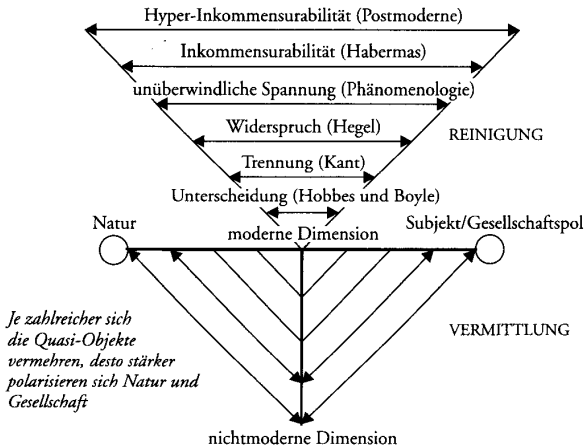 Hyper-Inkommensurabilität (Postmoderne)
Inkommensurabilität (Habermas)
unüberwindliche Spannung (Phänomenologie)
Widerspruch (Hegel)
REINIGUNG
Trennung (Kant)
Unterscheidung (Hobbes und Boyle)
Natur
Subjekt/Gesellschaftspol
moderne Dimension
Je zahlreicher sich
die Quasi-Objekte
vermehren, desto stärker
polarisieren sich Natur und
Gesellschaft
VERMITTLUNG
nichtmoderne Dimension